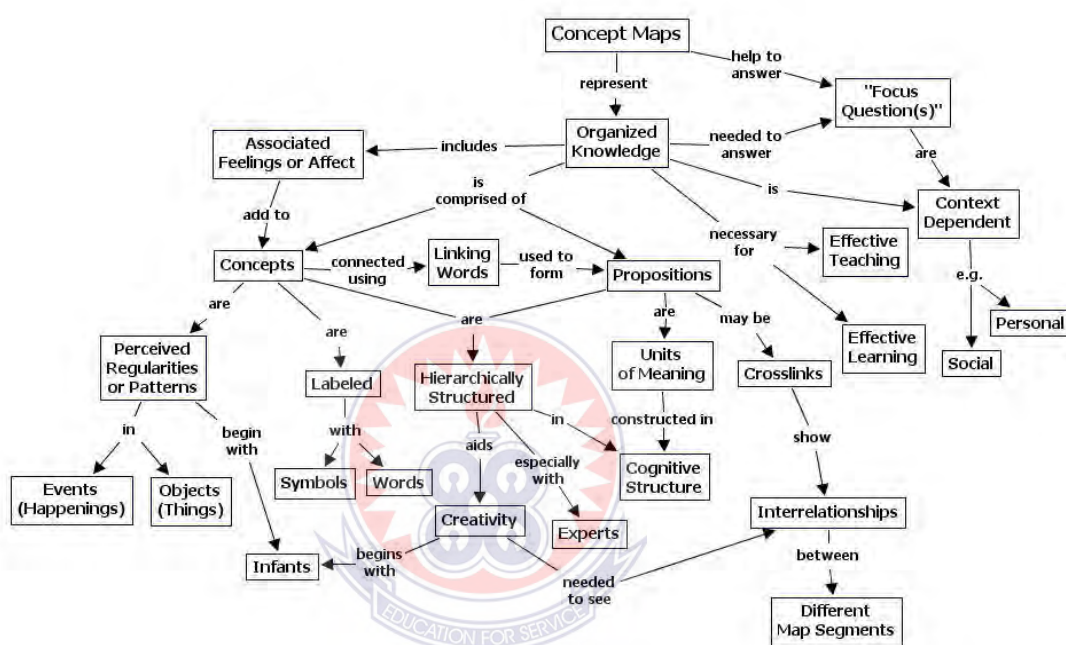 Concept Maps
help to
answer
represent
"Focus
Question(s)"
Organized
Knowledge
needed to
answer
Associated
Feelings or Affect
includes
are
is
comprised of
is
Context
Dependent
add to
necessary
for
Effective
Teaching
Concepts
connected
using
Linking
Words
used to
form
Propositions
e.g.
are
are
are
are
may be
Personal
Perceived
Regularities
or Patterns
Labeled
Hierarchically
Structured
Units
of Meaning
Crosslinks
Effective
Learning
Social
in
begin
with
with
aids
in
constructed in
show
especially
with
Events
(Happenings)
Objects
(Things)
Symbols
Words
Cognitive
Structure
Creativity
Experts
Interrelationships
Infants
begins
with
needed
to see
between
Different
Map Segments
EDUCATION FOR SERVICE